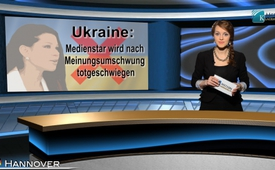 Ukraine:
Medienstar wird nach
Meinungsumschwung
totgeschwiegen
HANNOVER